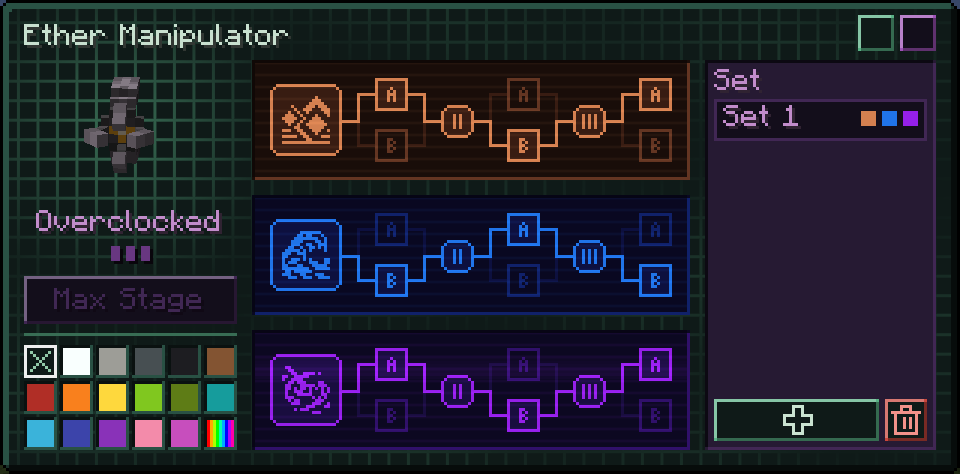 Ether Manipulator
Overclocked
Max Stage
A II A III A
B B B
A II A III A
B B B
A II A III A
B B B
Set
Set 1